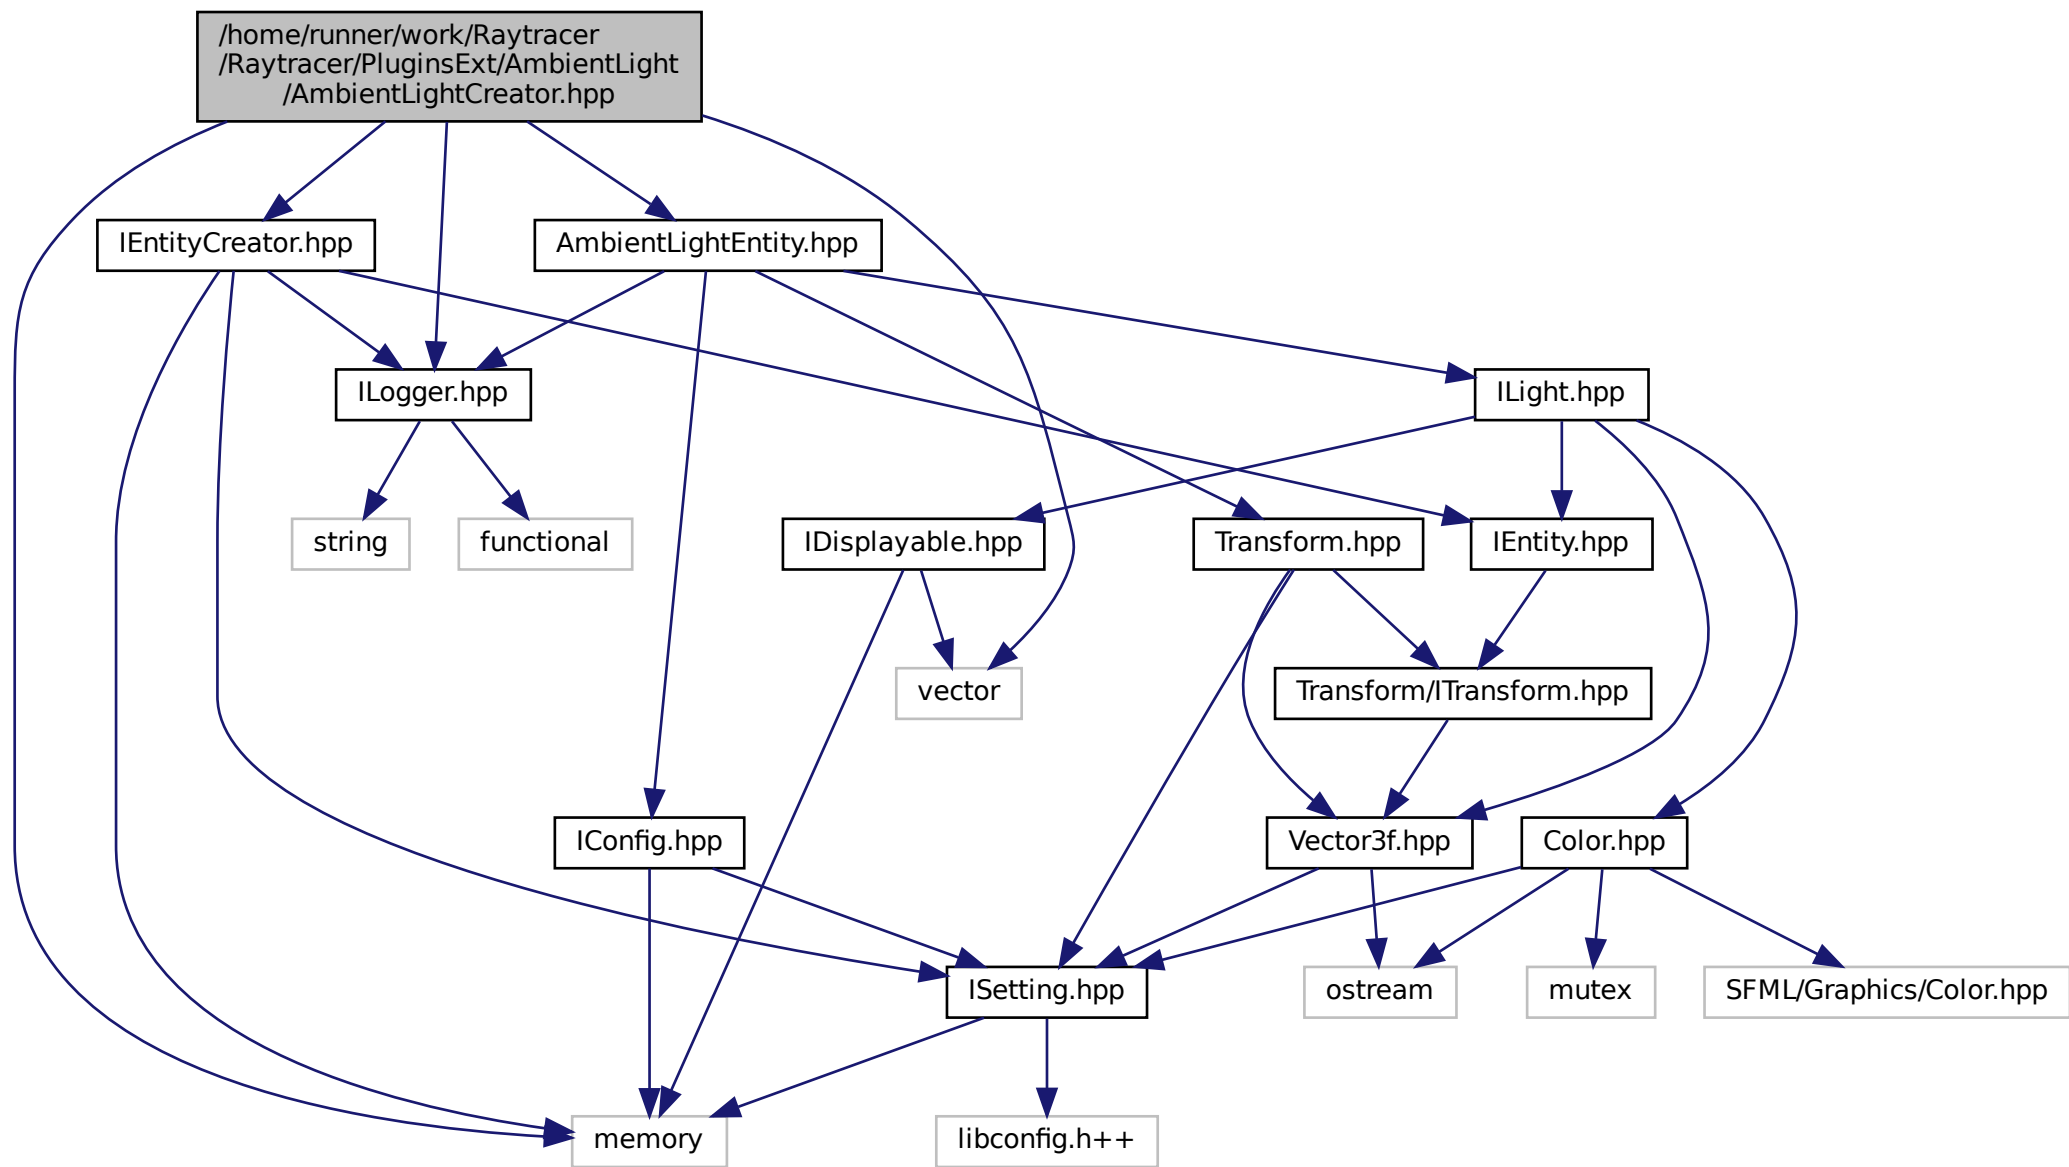 /home/runner/work/Raytracer
/Raytracer/PluginsExt/AmbientLight
/AmbientLightCreator.hpp
IEntityCreator.hpp
AmbientLightEntity.hpp
ILogger.hpp
ILight.hpp
string
functional
IDisplayable.hpp
Transform.hpp
IEntity.hpp
vector
Transform/ITransform.hpp
IConfig.hpp
Vector3f.hpp
Color.hpp
ISetting.hpp
ostream
mutex
SFML/Graphics/Color.hpp
memory
libconfig.h++